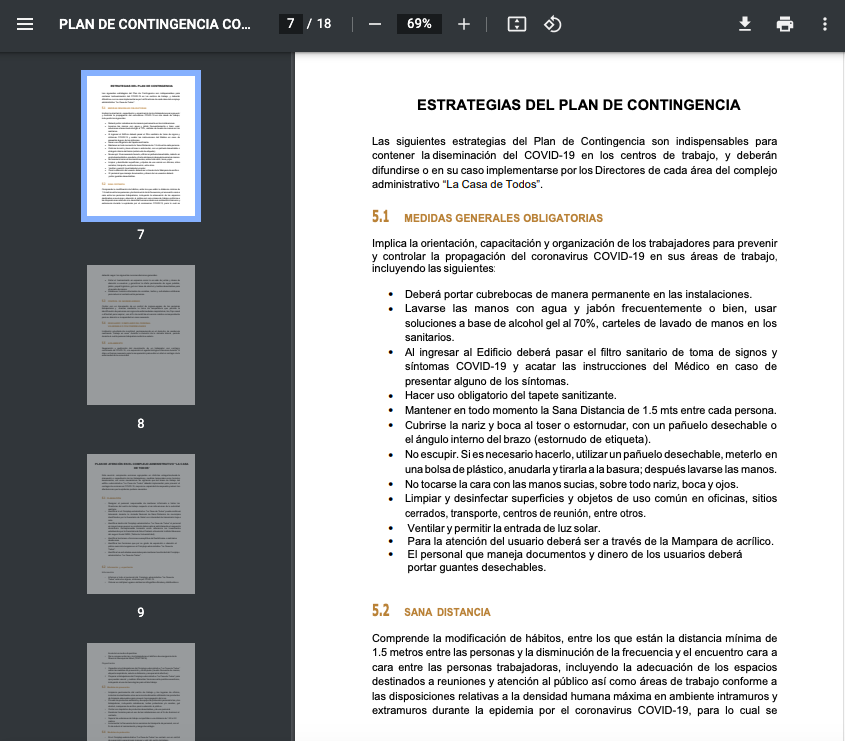 PLAN DE CONTINGENCIA CO...
7 / 18
69%
7
8
9
ESTRATEGIAS DEL PLAN DE CONTINGENCIA
Las siguientes estrategias del Plan de Contingencia son indispensables para
contener la diseminación del COVID-19 en los centros de trabajo, y deberán
difundirse o en su caso implementarse por los Directores de cada área del complejo
administrativo “La Casa de Todos”.
5.1 MEDIDAS GENERALES OBLIGATORIAS
Implica la orientación, capacitación y organización de los trabajadores para prevenir
y controlar la propagación del coronavirus COVID-19 en sus áreas de trabajo,
incluyendo las siguientes:
• Deberá portar cubrebocas de manera permanente en las instalaciones.
• Lavarse las manos con agua y jabón frecuentemente o bien, usar
soluciones a base de alcohol gel al 70%, carteles de lavado de manos en los
sanitarios.
• Al ingresar al Edificio deberá pasar el filtro sanitario de toma de signos y
síntomas COVID-19 y acatar las instrucciones del Médico en caso de
presentar alguno de los síntomas.
• Hacer uso obligatorio del tapete sanitizante.
• Mantener en todo momento la Sana Distancia de 1.5 mts entre cada persona.
• Cubrirse la nariz y boca al toser o estornudar, con un pañuelo desechable o
el ángulo interno del brazo (estornudo de etiqueta).
• No escupir. Si es necesario hacerlo, utilizar un pañuelo desechable, meterlo en
una bolsa de plástico, anudarla y tirarla a la basura; después lavarse las manos.
• No tocarse la cara con las manos sucias, sobre todo nariz, boca y ojos.
• Limpiar y desinfectar superficies y objetos de uso común en oficinas, sitios
cerrados, transporte, centros de reunión, entre otros.
• Ventilar y permitir la entrada de luz solar.
• Para la atención del usuario deberá ser a través de la Mampara de acrílico.
• El personal que maneja documentos y dinero de los usuarios deberá
portar guantes desechables.
5.2 SANA DISTANCIA
Comprende la modificación de hábitos, entre los que están la distancia mínima de
1.5 metros entre las personas y la disminución de la frecuencia y el encuentro cara a
cara entre las personas trabajadoras, incluyendo la adecuación de los espacios
destinados a reuniones y atención al público así como áreas de trabajo conforme a
las disposiciones relativas a la densidad humana máxima en ambiente intramuros y
extramuros durante la epidemia por el coronavirus COVID-19, para lo cual se